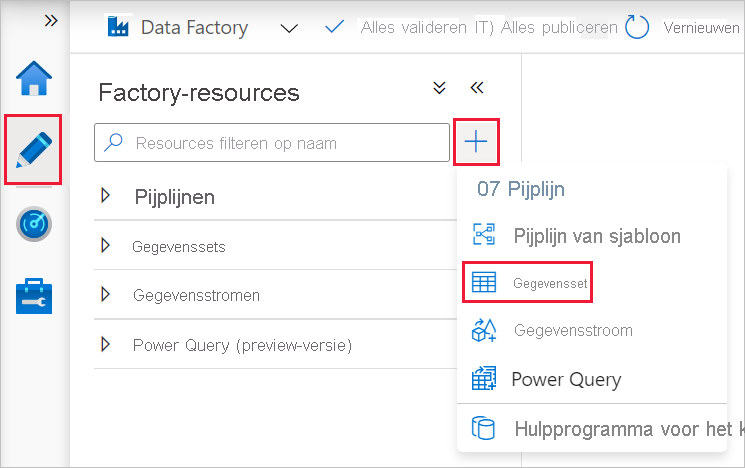 Data Factory
Alles valideren IT) Alles publiceren
Vernieuwen
Factory-resources
Resources filteren op naam
Pijplijnen
Gegevenssets
Gegevensstromen
Power Query (preview-versie)
07 Pijplijn
Pijplijn van sjabloon
Gegevensset
Gegevensstroom
Power Query
Hulpprogramma voor het k